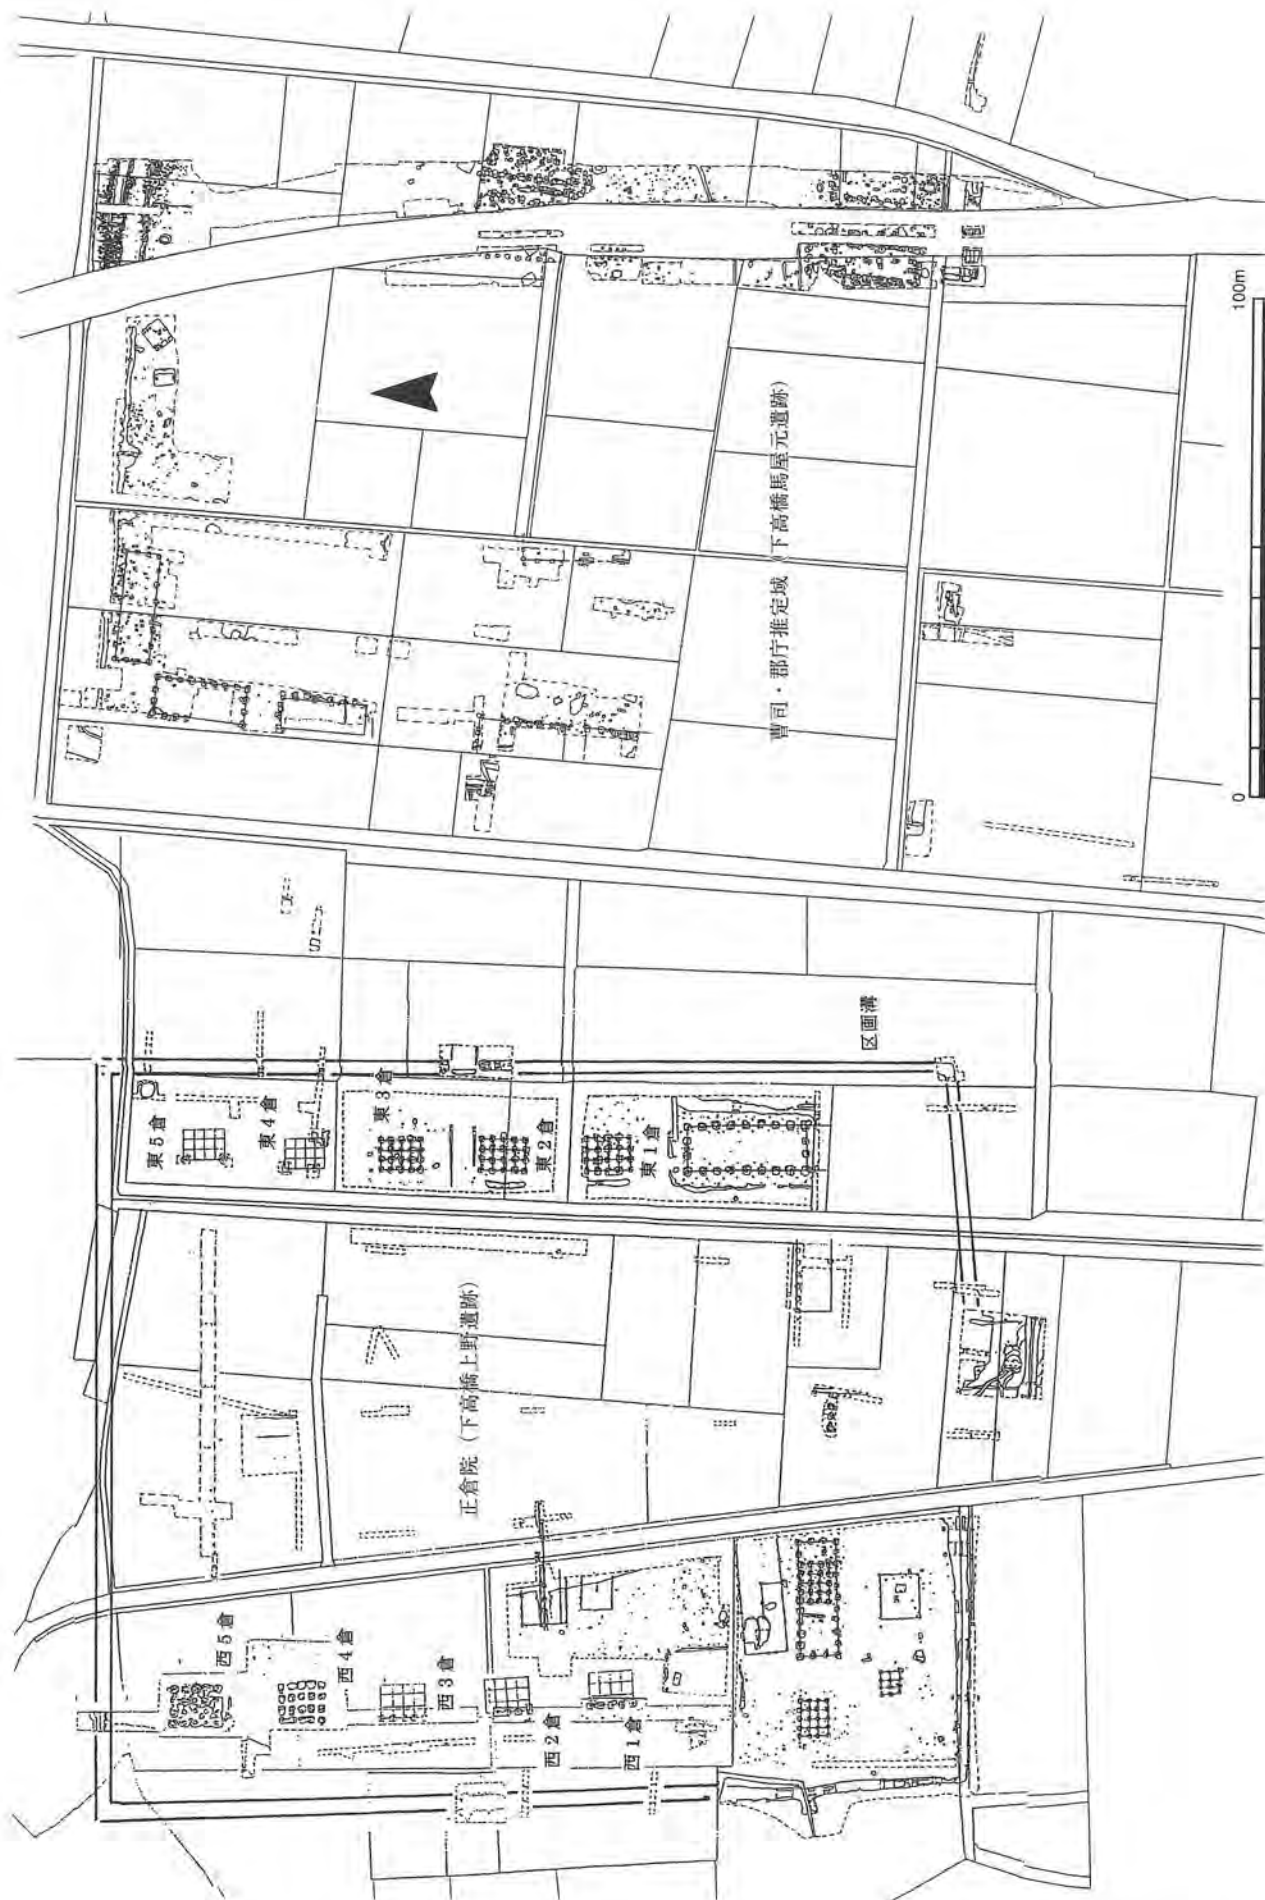 曹司・郡庁推定域（下高橋馬屋元遺跡）
100m
0
区画溝
東5倉
東4倉
東3倉
東2倉
東1倉
正倉院（下高橋上野遺跡）
西5倉
西4倉
西3倉
西2倉
西1倉